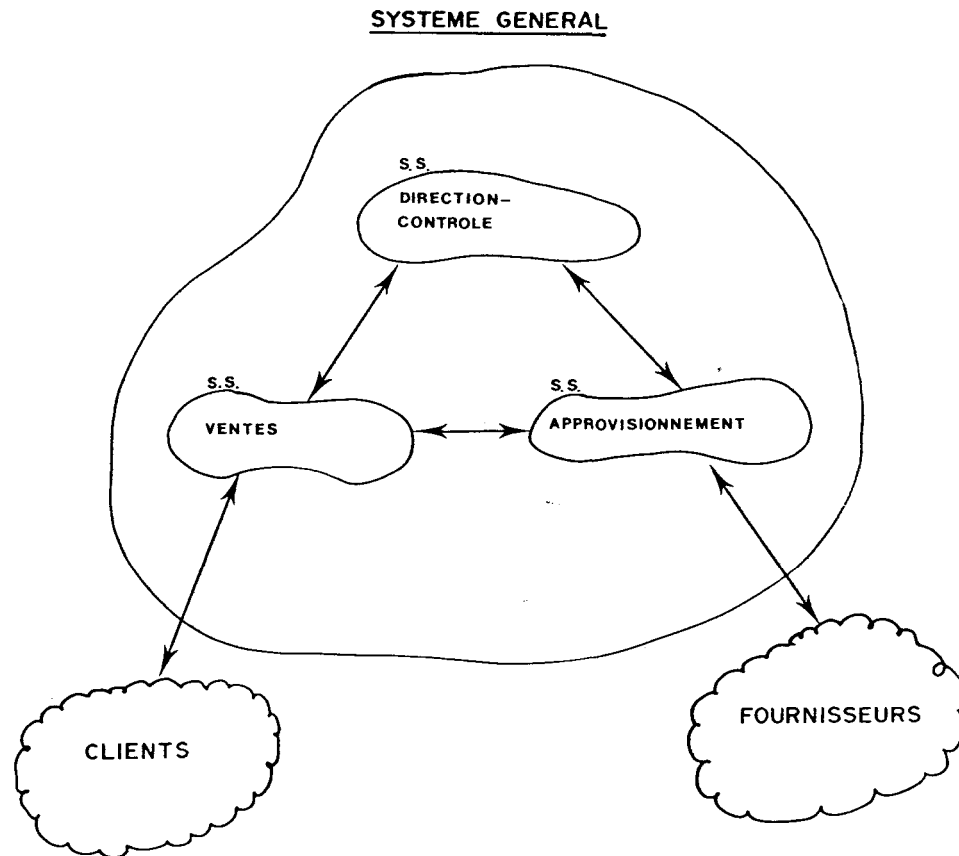 SYSTEME GENERAL
S.S.
DIRECTION-
CONTROLE
S.S.
VENTES
S.S.
APPROVISIONNEMENT
CLIENTS
FOURNISSEURS